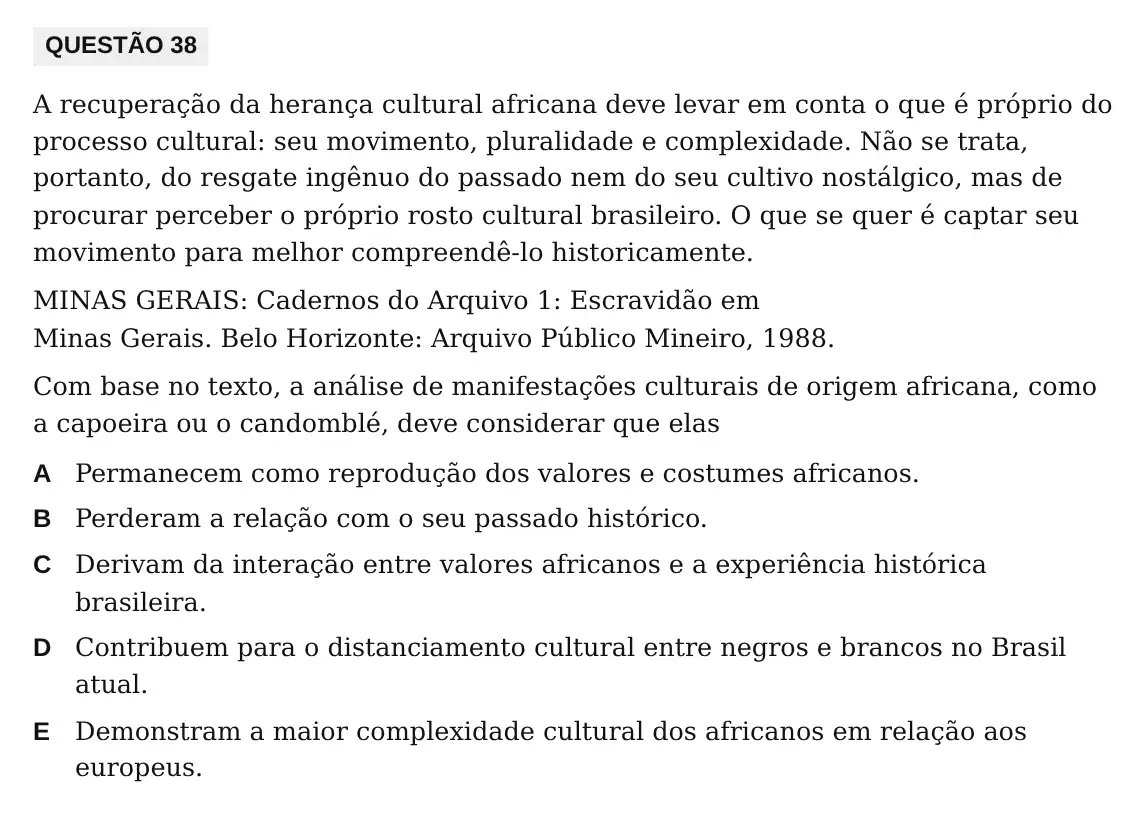 QUESTÃO 38
A recuperação da herança cultural africana deve levar em conta o que é próprio do
processo cultural: seu movimento, pluralidade e complexidade. Não se trata,
portanto, do resgate ingênuo do passado nem do seu cultivo nostálgico, mas de
procurar perceber o próprio rosto cultural brasileiro. O que se quer é captar seu
movimento para melhor compreendê-lo historicamente.
MINAS GERAIS: Cadernos do Arquivo 1: Escravidão em
Minas Gerais. Belo Horizonte: Arquivo Público Mineiro, 1988.
Com base no texto, a análise de manifestações culturais de origem africana, como
a capoeira ou o candomblé, deve considerar que elas
A Permanecem como reprodução dos valores e costumes africanos.
B Perderam a relação com o seu passado histórico.
C Derivam da interação entre valores africanos e a experiência histórica
brasileira.
D Contribuem para o distanciamento cultural entre negros e brancos no Brasil
atual.
E Demonstram a maior complexidade cultural dos africanos em relação aos
europeus.